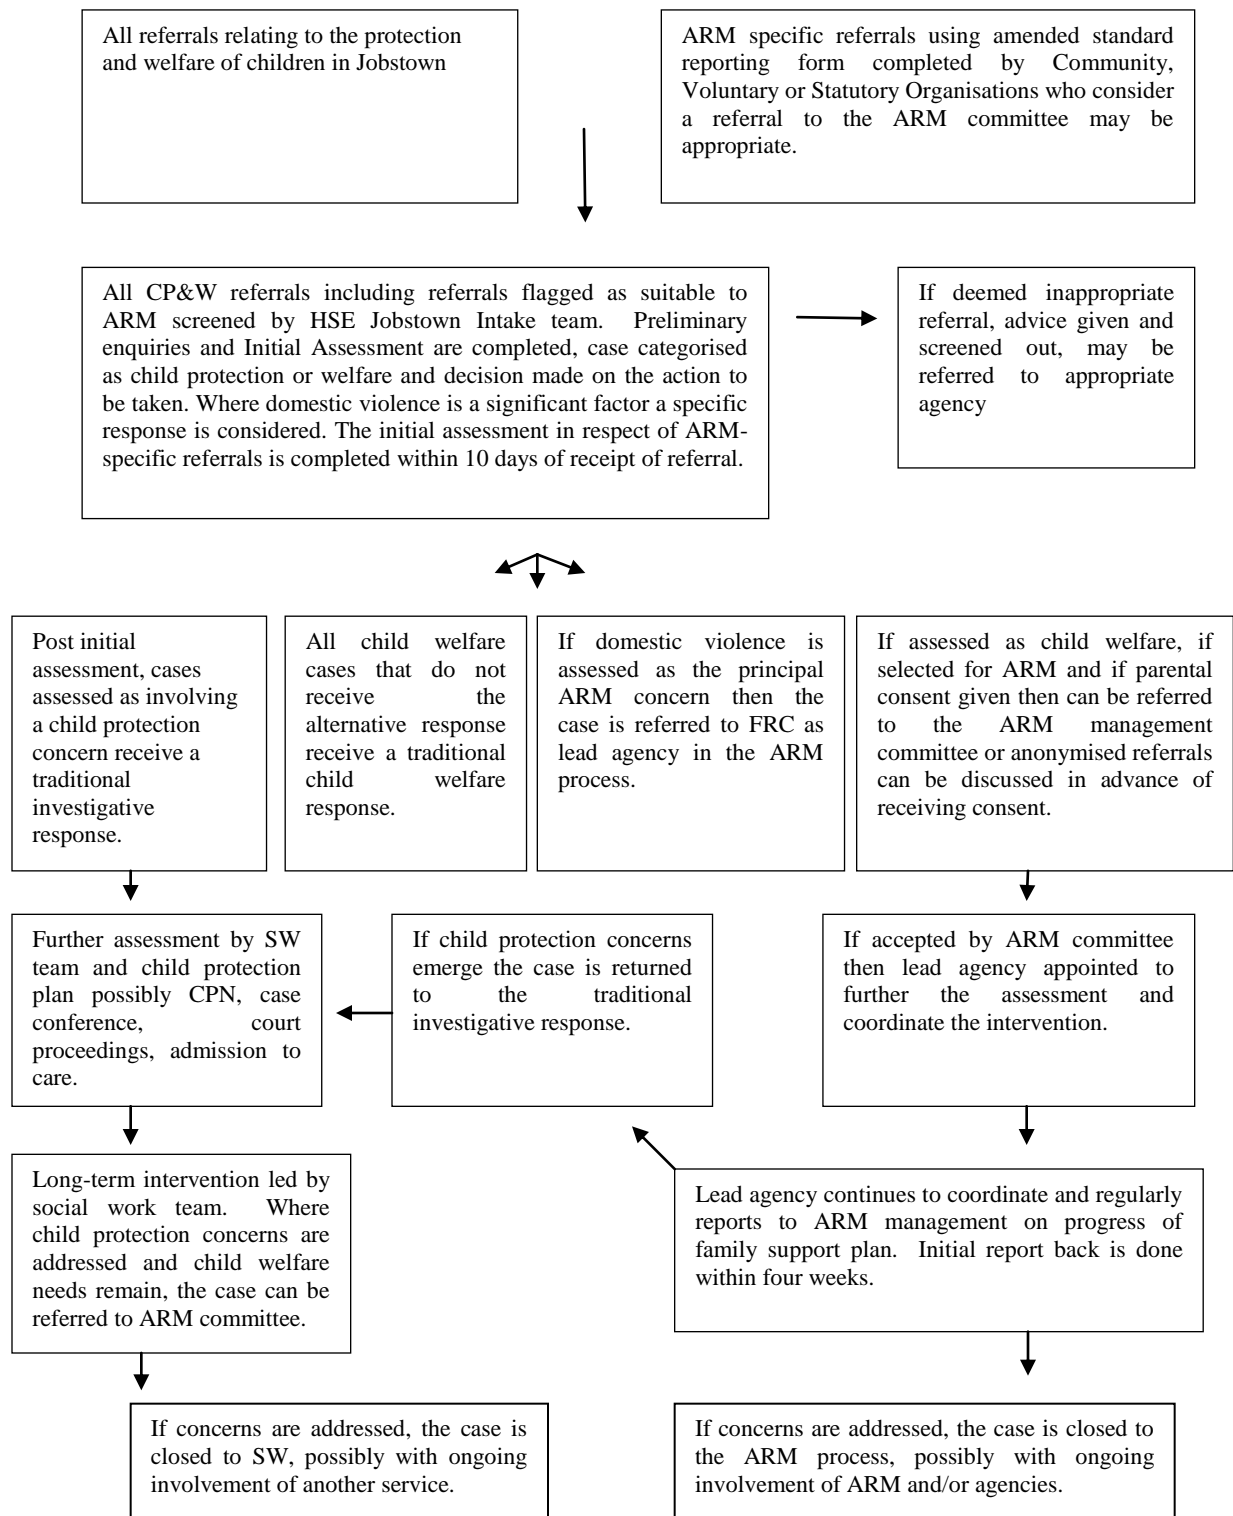 All referrals relating to the protection
and welfare of children in Jobstown
ARM specific referrals using amended standard
reporting form completed by Community,
Voluntary or Statutory Organisations who consider
a referral to the ARM committee may be
appropriate.
All CP&W referrals including referrals flagged as suitable to
ARM screened by HSE Jobstown Intake team. Preliminary
enquiries and Initial Assessment are completed, case categorised
as child protection or welfare and decision made on the action to
be taken. Where domestic violence is a significant factor a specific
response is considered. The initial assessment in respect of ARM-
specific referrals is completed within 10 days of receipt of referral.
If deemed inappropriate
referral, advice given and
screened out, may be
referred to appropriate
agency
Post initial
assessment, cases
assessed as involving
a child protection
concern receive a
traditional
investigative
response.
All child welfare
cases that do not
receive the
alternative response
receive a traditional
child welfare
response.
If domestic violence is
assessed as the principal
ARM concern then the
case is referred to FRC as
lead agency in the ARM
process.
If assessed as child welfare, if
selected for ARM and if parental
consent given then can be referred
to the ARM management
committee or anonymised referrals
can be discussed in advance of
receiving consent.
Further assessment by SW
team and child protection
plan possibly CPN, case
conference, court
proceedings, admission to
care.
If child protection concerns
emerge the case is returned
to the traditional
investigative response.
If accepted by ARM committee
then lead agency appointed to
further the assessment and
coordinate the intervention.
Long-term intervention led by
social work team. Where
child protection concerns are
addressed and child welfare
needs remain, the case can be
referred to ARM committee.
Lead agency continues to coordinate and regularly
reports to ARM management on progress of
family support plan. Initial report back is done
within four weeks.
If concerns are addressed, the case is
closed to SW, possibly with ongoing
involvement of another service.
If concerns are addressed, the case is closed to
the ARM process, possibly with ongoing
involvement of ARM and/or agencies.